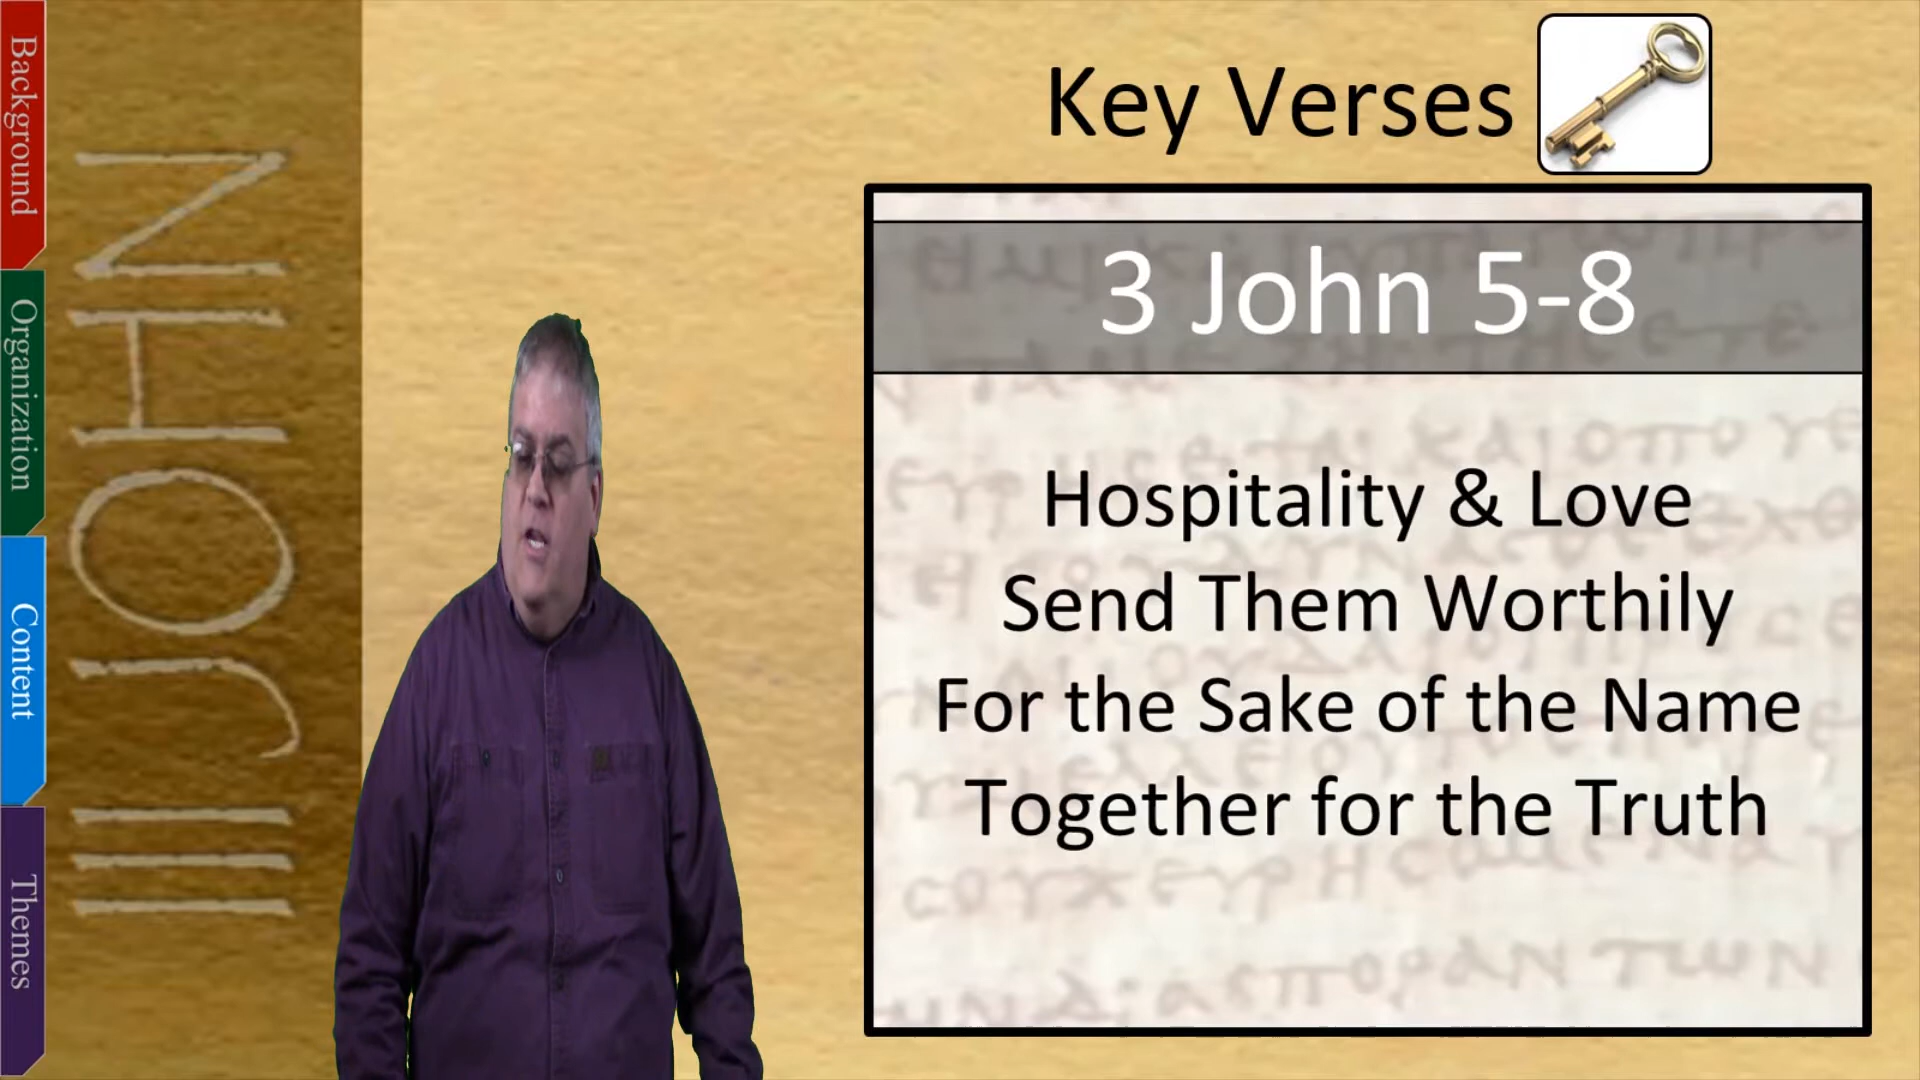 Background
Organization
Content
Themes
III JOHN
Key Verses
3 John 5-8
Hospitality & Love
Send Them Worthily
For the Sake of the Name
Together for the Truth